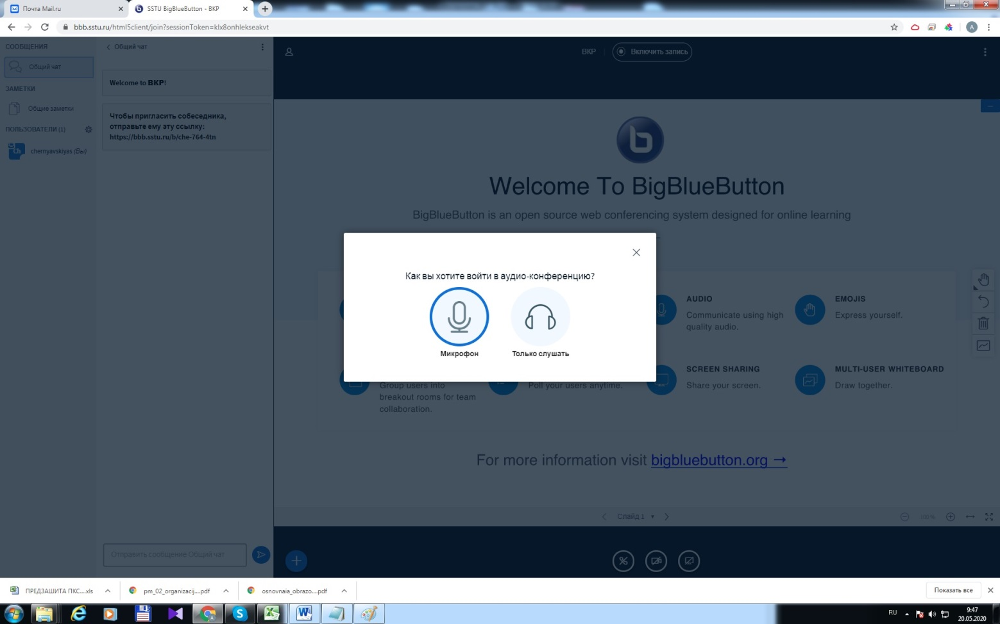 Почта Mail.ru
SSTU BigBlueButton - ВКР
bbb.sstu.ru/html5client/join?sessionToken=klx8onhlekseakvt
A
СООБЩЕНИЯ
Общий чат
ЗАМЕТКИ
Общие заметки
ПОЛЬЗОВАТЕЛИ (1)
Ch
chernyavskiyas (Вы)
Общий чат
Welcome to ВКР!
Чтобы пригласить собеседника,
отправьте ему эту ссылку:
https://bbb.sstu.ru/b/che-764-4tn
Отправить сообщение Общий чат
ВКР
Включить запись
Welcome To BigBlueButton
BigBlueButton is an open source web conferencing system designed for online learning
Как вы хотите войти в аудио-конференцию?
Микрофон
Только слушать
AUDIO
Communicate using high
quality audio.
EMOJIS
Express yourself.
Group users into
breakout rooms for team
collaboration.
Poll your users anytime.
SCREEN SHARING
Share your screen.
MULTI-USER WHITEBOARD
Draw together.
For more information visit bigbluebutton.org →
Слайд 1
100%
ПРЕДЗАШИТА ПКС....xls
pm_02_organizacij....pdf
osnovnaia_obrazo....pdf
Показать все
RU
9:47
20.05.2020